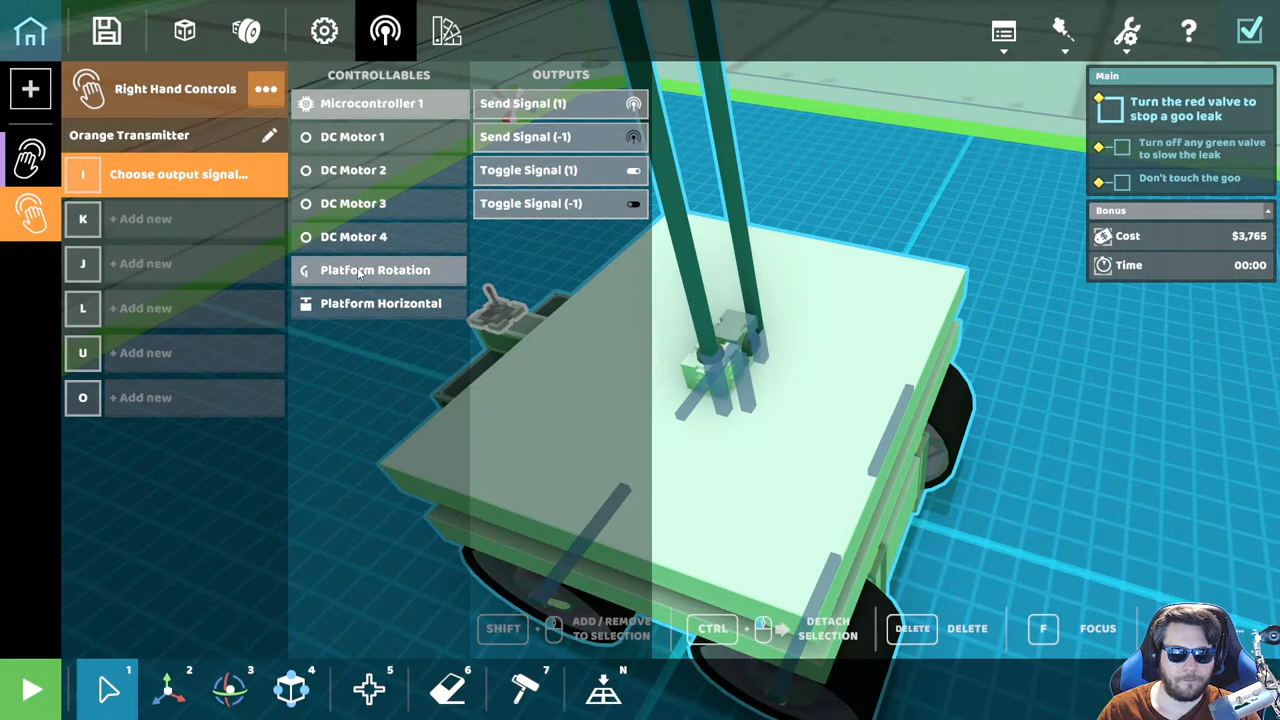 Right Hand Controls
Orange Transmitter
I Choose output signal...
K + Add new
J + Add new
L + Add new
U + Add new
O + Add new
CONTROLLABLES
Microcontroller 1
DC Motor 1
DC Motor 2
DC Motor 3
DC Motor 4
Platform Rotation
Platform Horizontal
OUTPUTS
Send Signal (1)
Send Signal (-1)
Toggle Signal (1)
Toggle Signal (-1)
Main
Turn the red valve to
stop a goo leak
Turn off any green valve
to slow the leak
Don't touch the goo
Bonus
Cost $3,765
Time 00:00
SHIFT + ADD / REMOVE
TO SELECTION
CTRL + DETACH
SELECTION
DELETE DELETE
F FOCUS
1
2
3
4
5
6
7
N